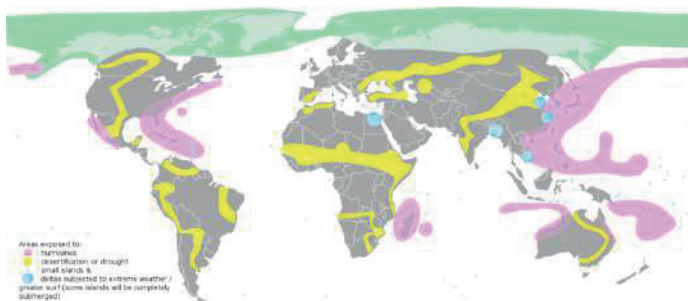 Areas exposed to:
: hurricanes
: desertification or drought
: small islands &
: deltas subjected to extreme weather /
greater surf (some islands will be completely
submerged)